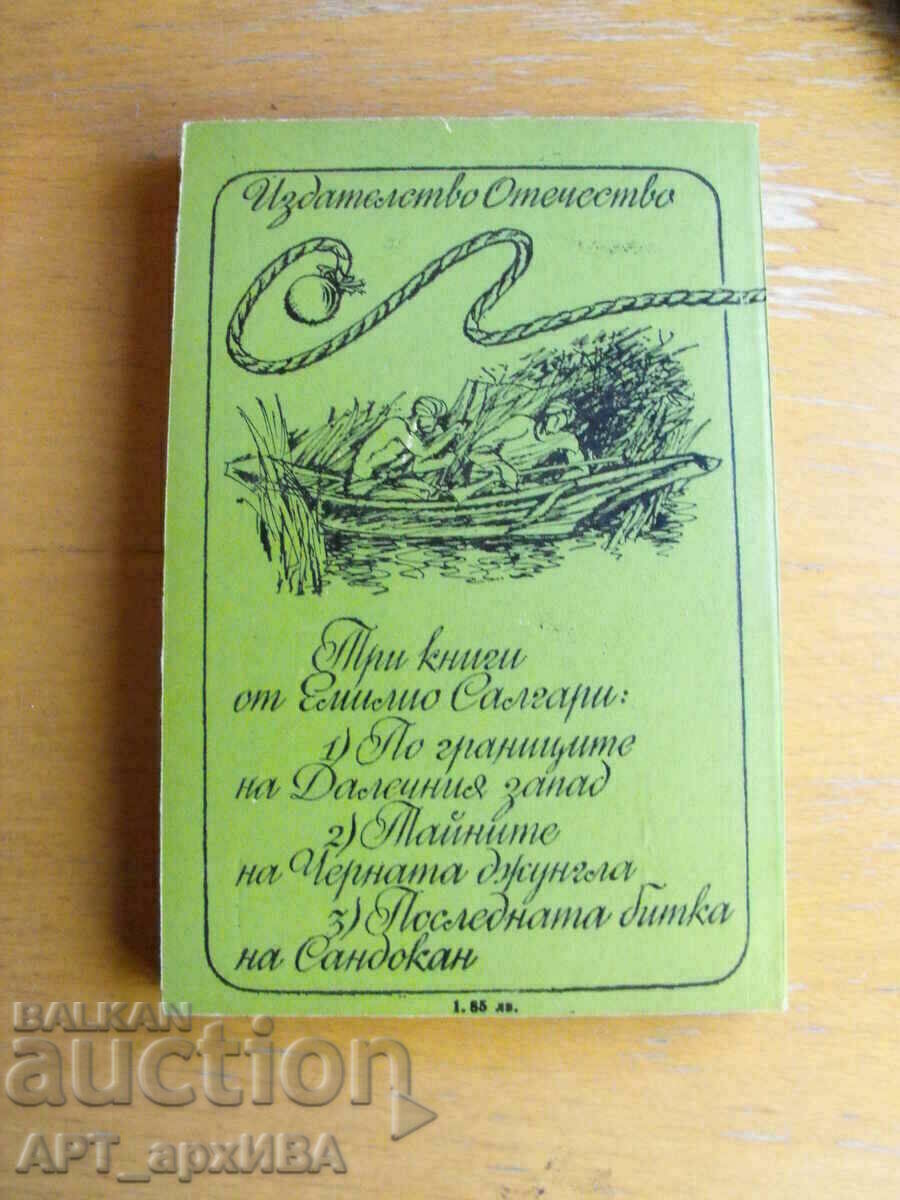 Издателство Отечество
Три книги
от Емилио Салгари:
1) По границите
на Далечния запад
2) Тайните
на Черната джунгла
3) Последната битка
на Сандокан
1.85 лв.
BALKAN
auction
АРТ_архИВА